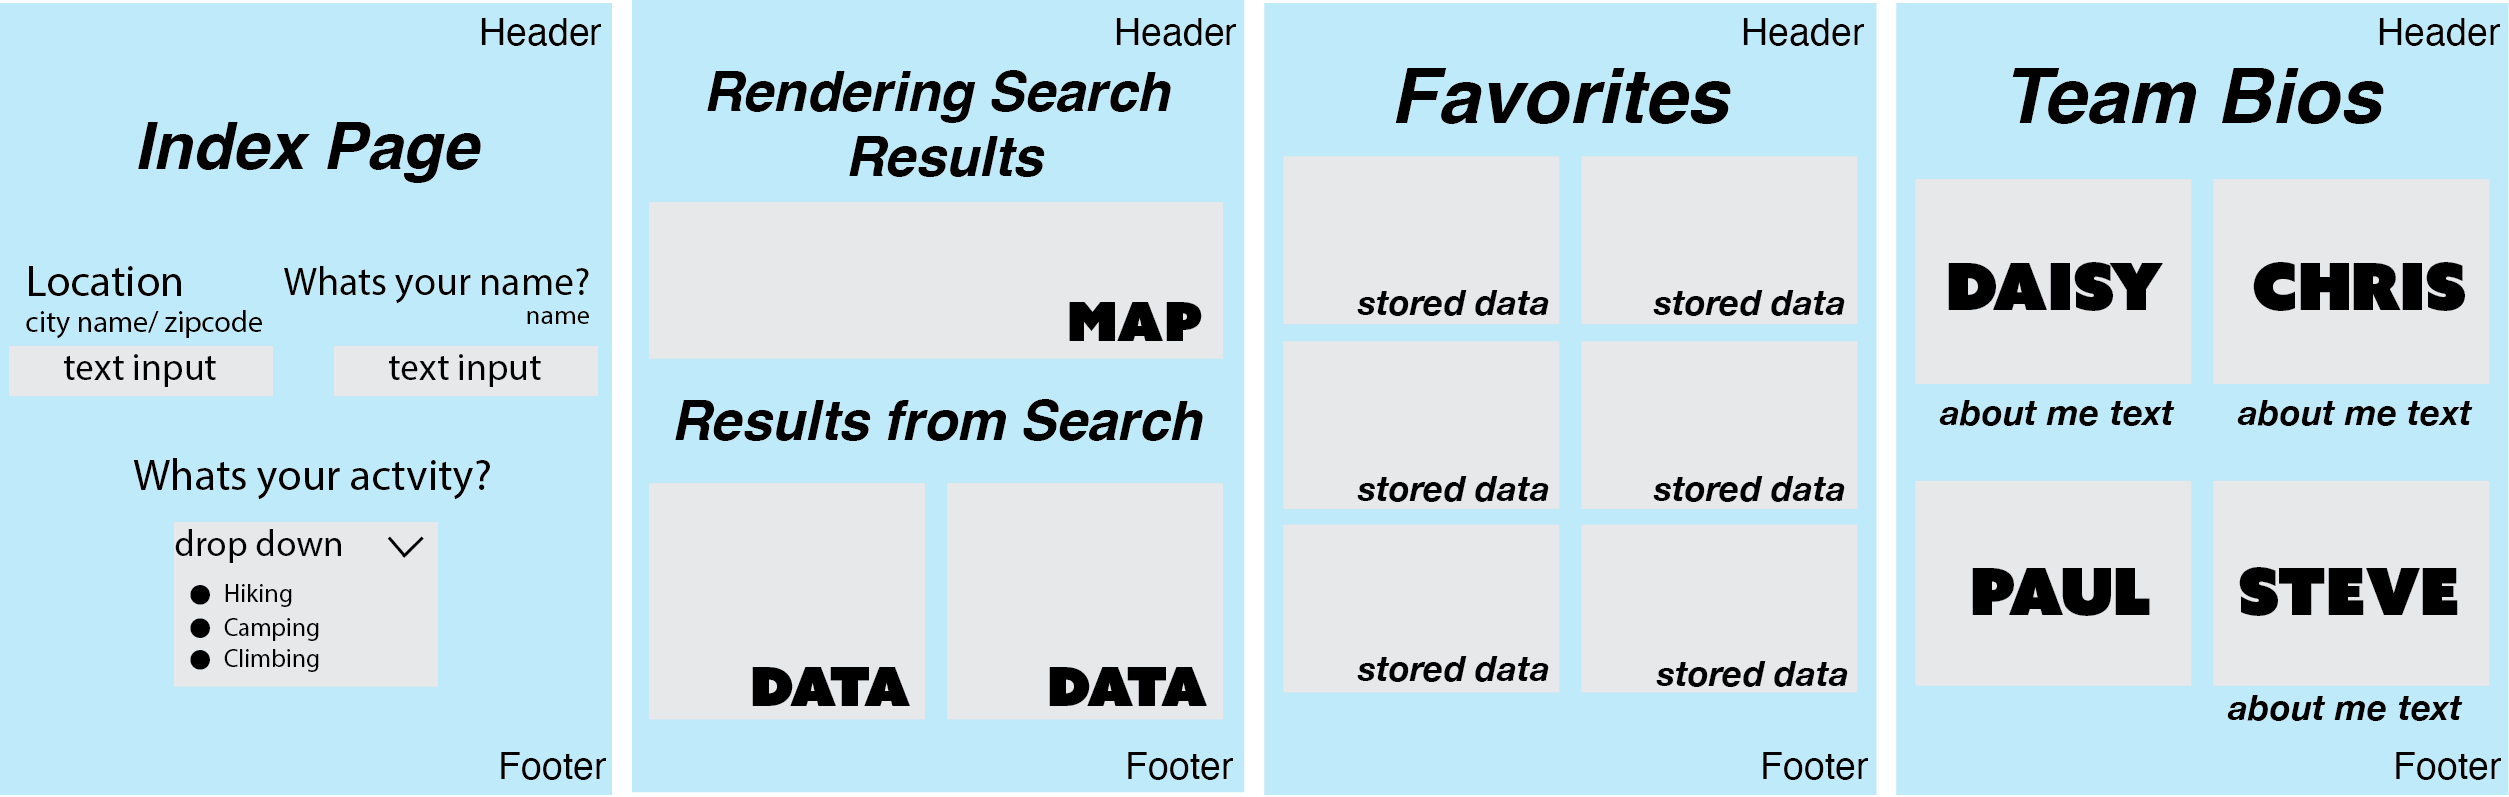 Header
Index Page
Location
city name/ zipcode
text input
Whats your name?
name
text input
Whats your actvity?
drop down
Hiking
Camping
Climbing
Footer
Header
Rendering Search
Results
MAP
Results from Search
DATA
DATA
Footer
Header
Favorites
stored data
stored data
stored data
stored data
stored data
stored data
Footer
Header
Team Bios
DAISY
CHRIS
about me text
about me text
PAUL
STEVE
about me text
Footer